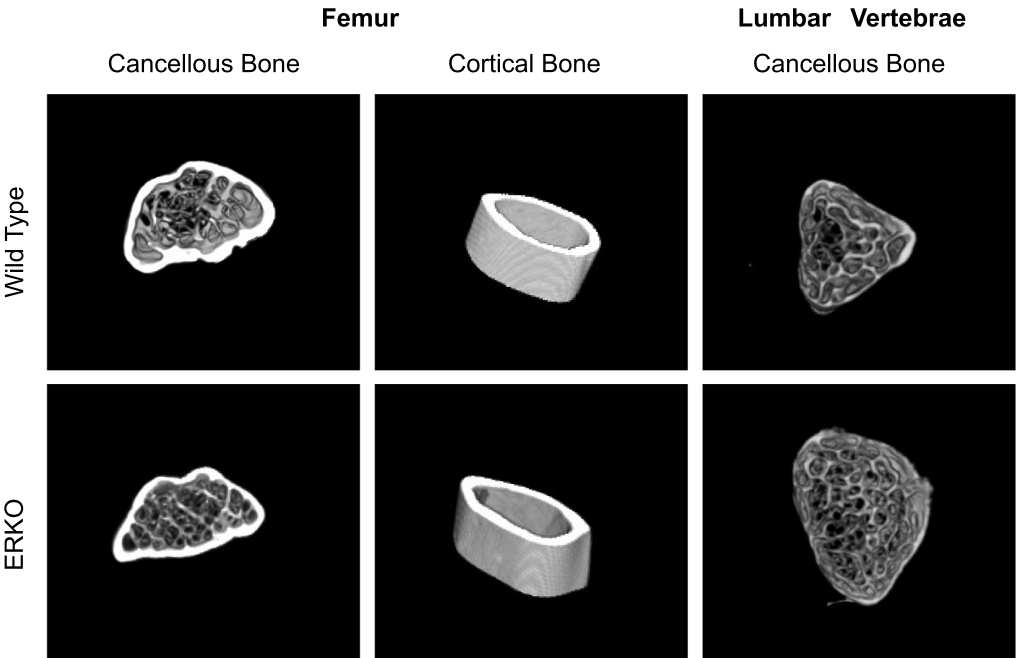 Femur
Lumbar Vertebrae
Cancellous Bone
Cortical Bone
Cancellous Bone
Wild Type
ERKO